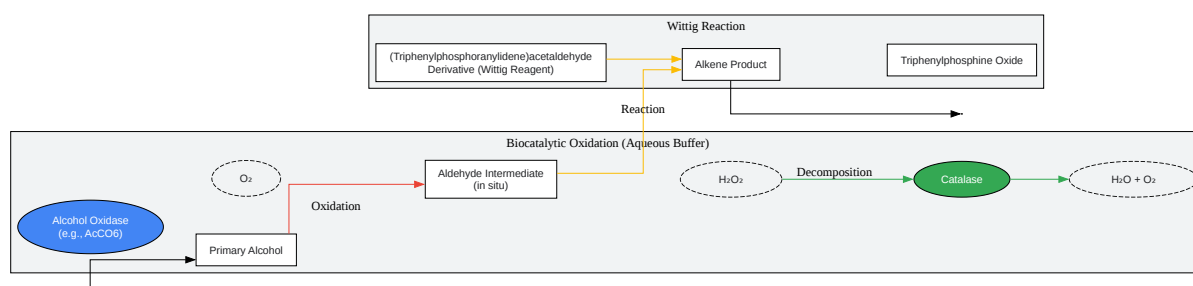 Wittig Reaction
(Triphenylphosphoranylidene)acetaldehyde
Derivative (Wittig Reagent)
Alkene Product
Triphenylphosphine Oxide
Reaction
Biocatalytic Oxidation (Aqueous Buffer)
O₂
Aldehyde Intermediate
(in situ)
H₂O₂
Decomposition
Catalase
H₂O + O₂
Oxidation
Alcohol Oxidase
(e.g., AcCO6)
Primary Alcohol